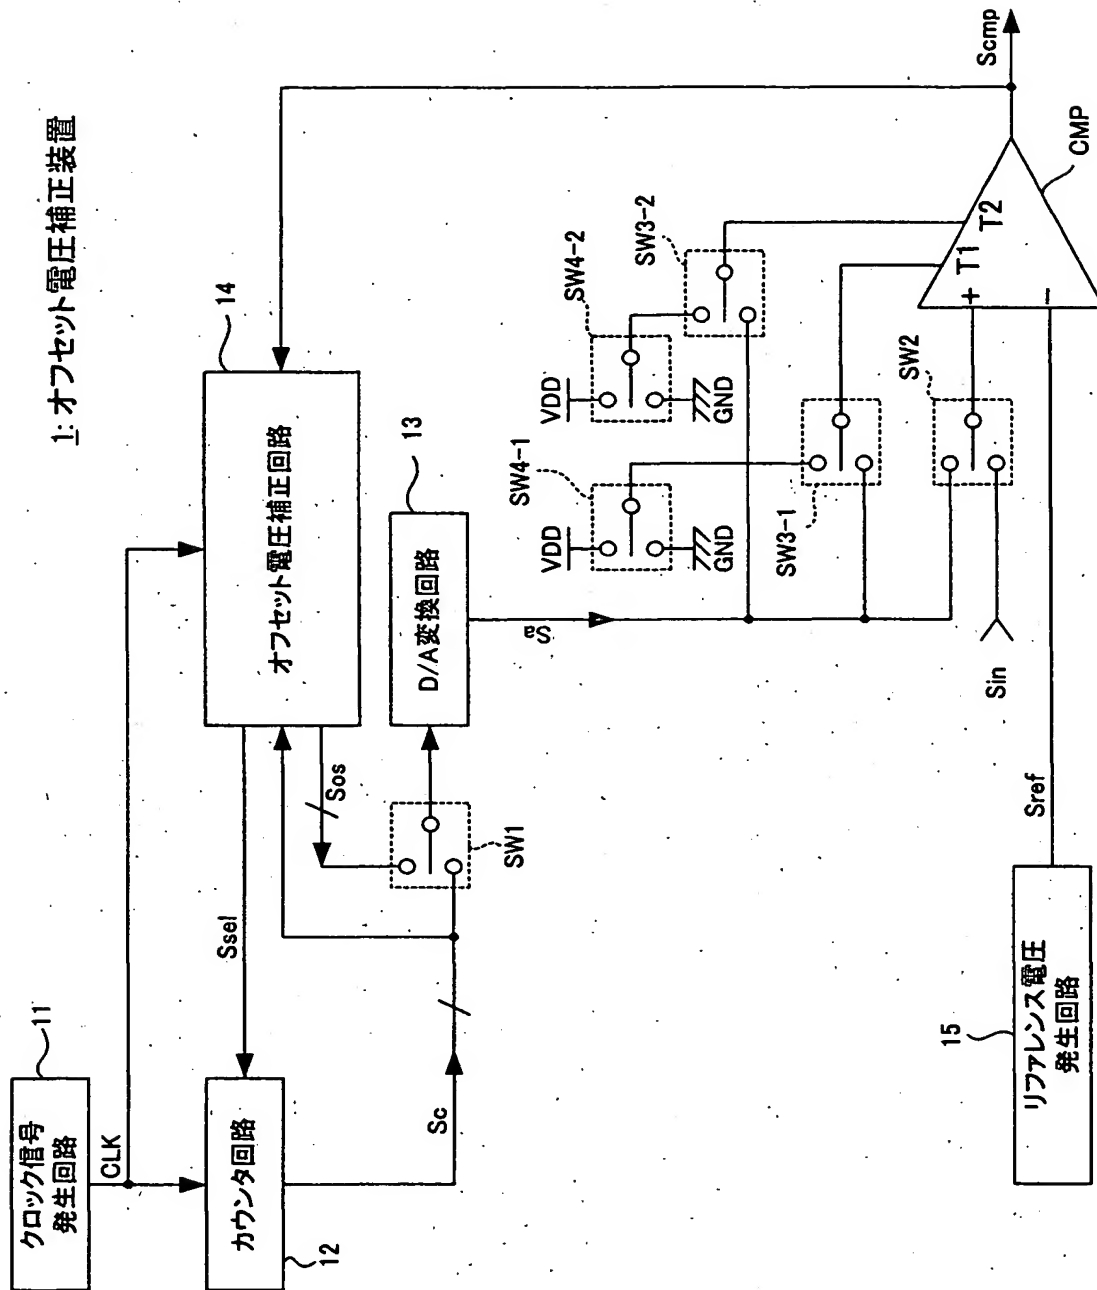 1: オフセット電圧補正装置
クロック信号
発生回路
11
CLK
カウンタ回路
12
Ssel
Sc
オフセット電圧補正回路
14
Sos
SW1
D/A変換回路
13
Sa
VDD
SW4-1
GND
VDD
SW4-2
GND
SW3-2
SW3-1
SW2
Sin
T1
T2
+
−
CMP
Scmp
Sref
リファレンス電圧
発生回路
15